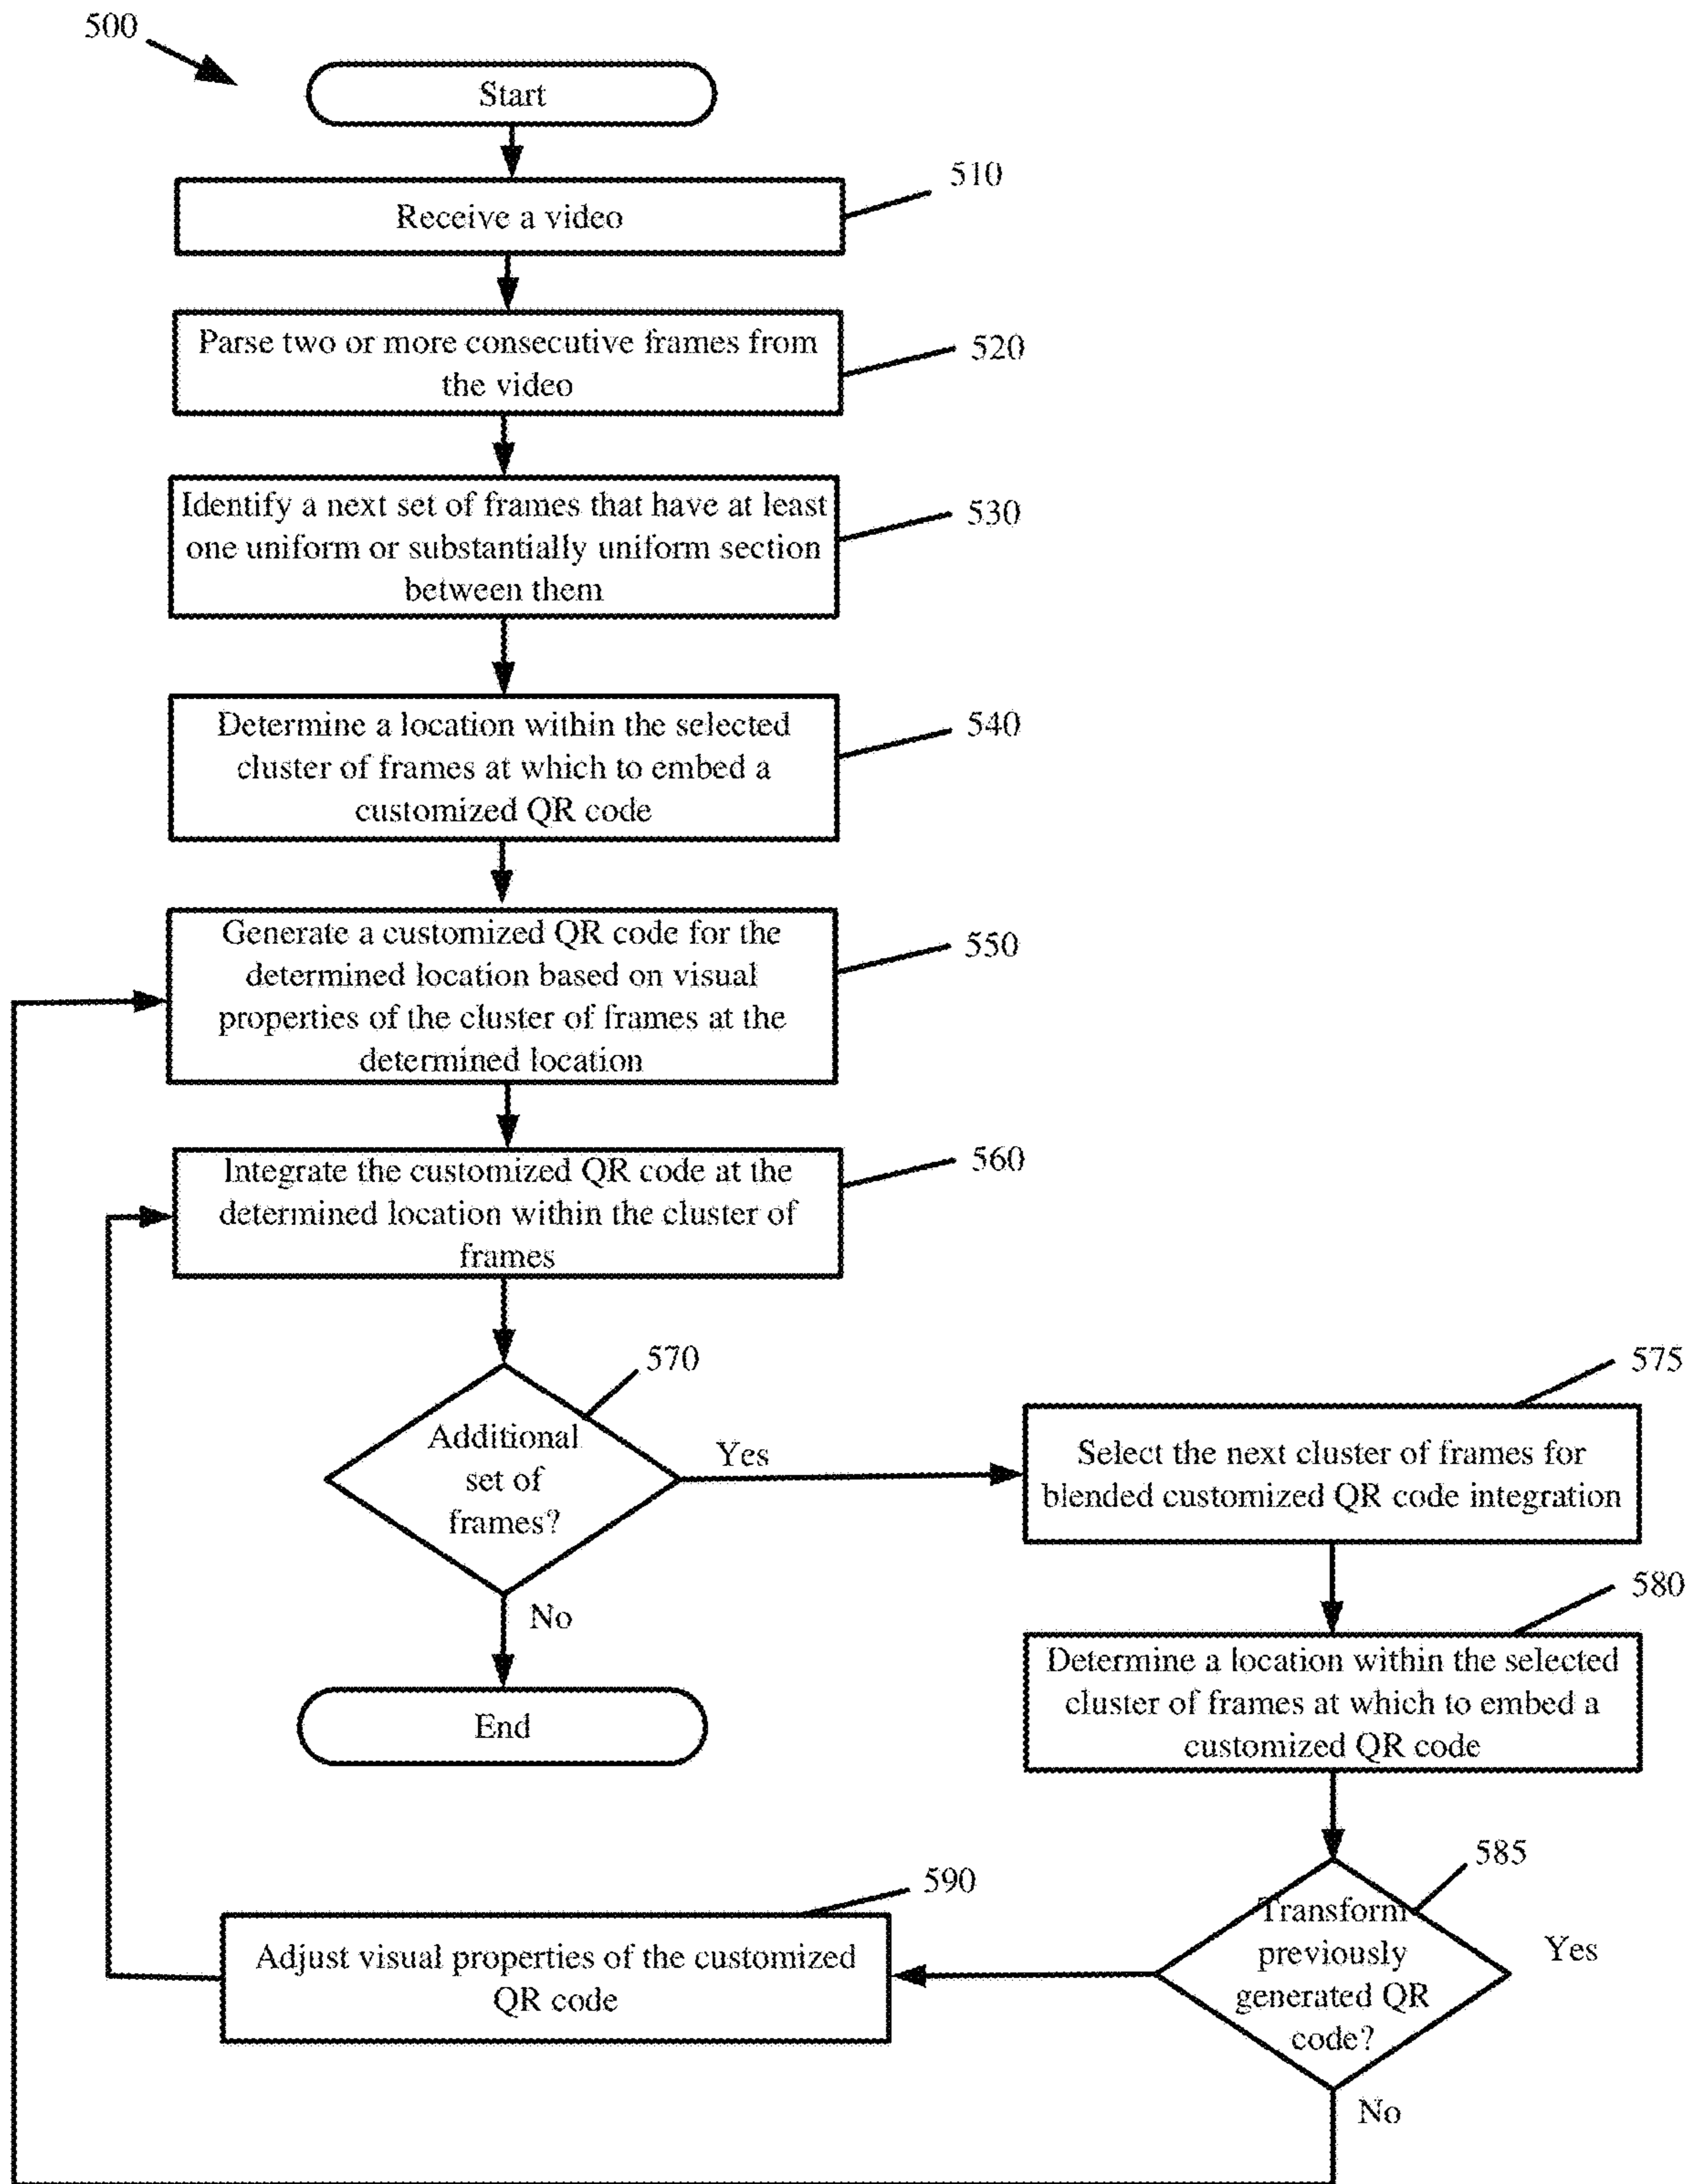 500
Start
510
Receive a video
520
Parse two or more consecutive frames from
the video
530
Identify a next set of frames that have at least
one uniform or substantially uniform section
between them
540
Determine a location within the selected
cluster of frames at which to embed a
customized QR code
550
Generate a customized QR code for the
determined location based on visual
properties of the cluster of frames at the
determined location
560
Integrate the customized QR code at the
determined location within the cluster of
frames
570
Additional
set of
frames?
Yes
No
End
575
Select the next cluster of frames for
blended customized QR code integration
580
Determine a location within the selected
cluster of frames at which to embed a
customized QR code
585
Transform
previously
generated QR
code?
Yes
No
590
Adjust visual properties of the customized
QR code